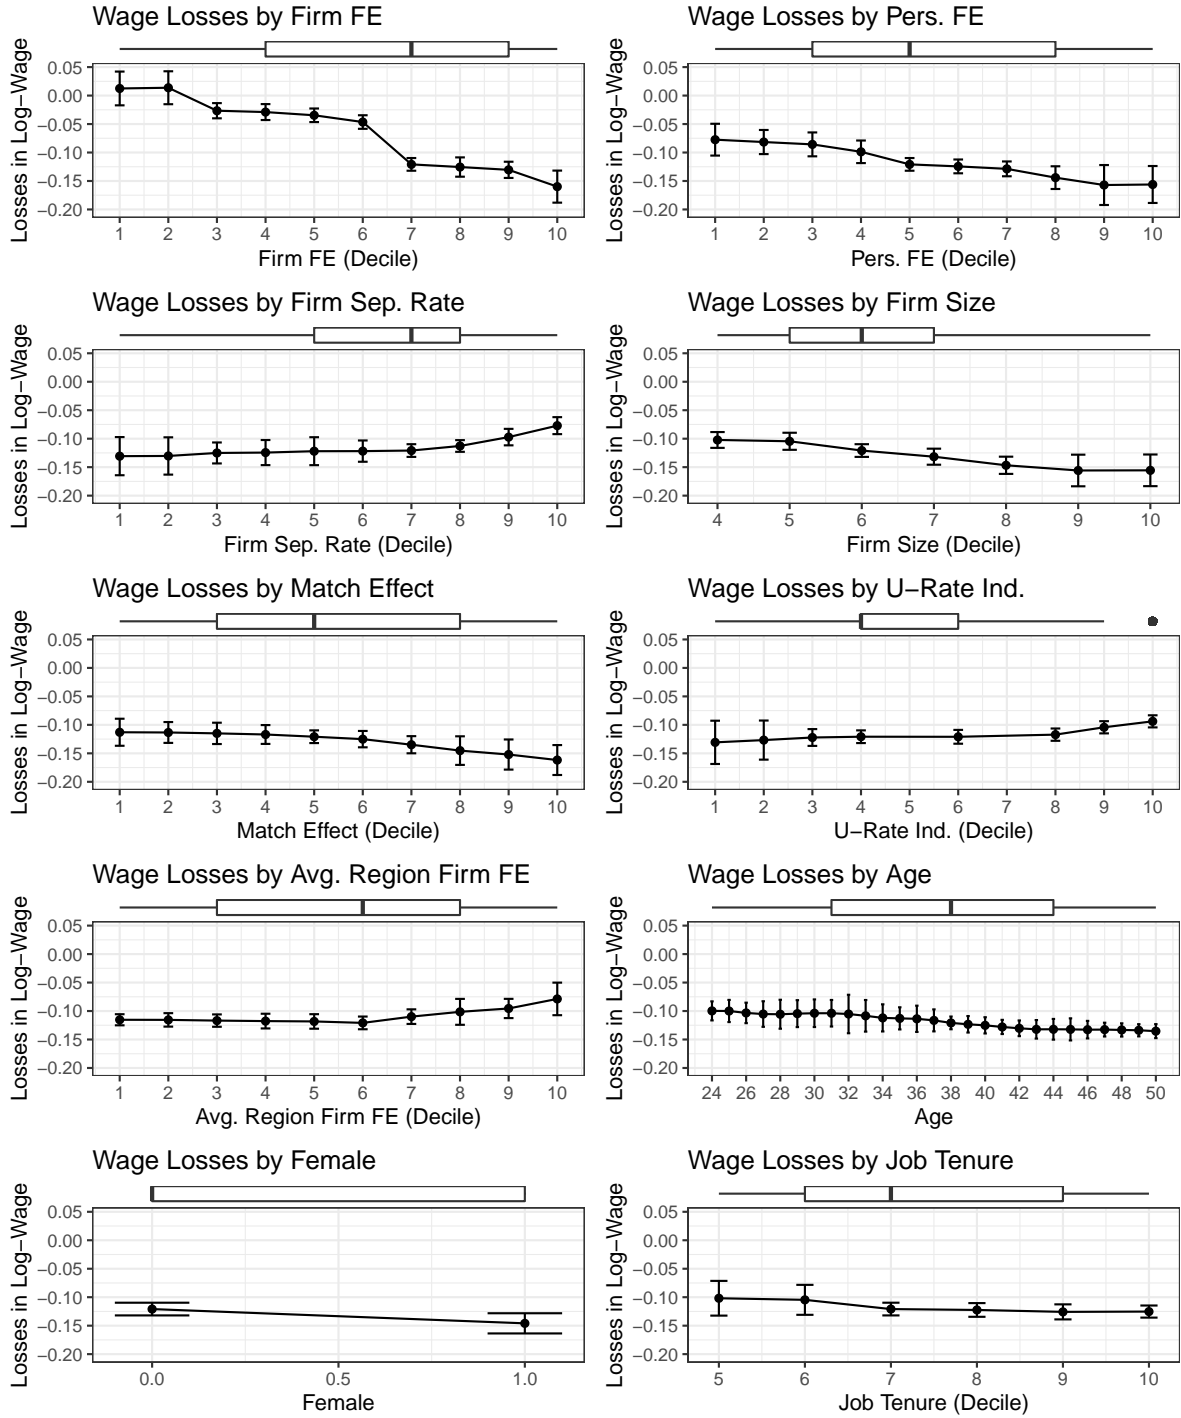 Wage Losses by Firm FE
Losses in Log−Wage
0.05
0.00
−0.05
−0.10
−0.15
−0.20
1 2 3 4 5 6 7 8 9 10
Firm FE (Decile)
Wage Losses by Pers. FE
Losses in Log−Wage
0.05
0.00
−0.05
−0.10
−0.15
−0.20
1 2 3 4 5 6 7 8 9 10
Pers. FE (Decile)
Wage Losses by Firm Sep. Rate
Losses in Log−Wage
0.05
0.00
−0.05
−0.10
−0.15
−0.20
1 2 3 4 5 6 7 8 9 10
Firm Sep. Rate (Decile)
Wage Losses by Firm Size
Losses in Log−Wage
0.05
0.00
−0.05
−0.10
−0.15
−0.20
4 5 6 7 8 9 10
Firm Size (Decile)
Wage Losses by Match Effect
Losses in Log−Wage
0.05
0.00
−0.05
−0.10
−0.15
−0.20
1 2 3 4 5 6 7 8 9 10
Match Effect (Decile)
Wage Losses by U−Rate Ind.
Losses in Log−Wage
0.05
0.00
−0.05
−0.10
−0.15
−0.20
1 2 3 4 6 8 9 10
U−Rate Ind. (Decile)
Wage Losses by Avg. Region Firm FE
Losses in Log−Wage
0.05
0.00
−0.05
−0.10
−0.15
−0.20
1 2 3 4 5 6 7 8 9 10
Avg. Region Firm FE (Decile)
Wage Losses by Age
Losses in Log−Wage
0.05
0.00
−0.05
−0.10
−0.15
−0.20
24 26 28 30 32 34 36 38 40 42 44 46 48 50
Age
Wage Losses by Female
Losses in Log−Wage
0.05
0.00
−0.05
−0.10
−0.15
−0.20
0.0 0.5 1.0
Female
Wage Losses by Job Tenure
Losses in Log−Wage
0.05
0.00
−0.05
−0.10
−0.15
−0.20
5 6 7 8 9 10
Job Tenure (Decile)